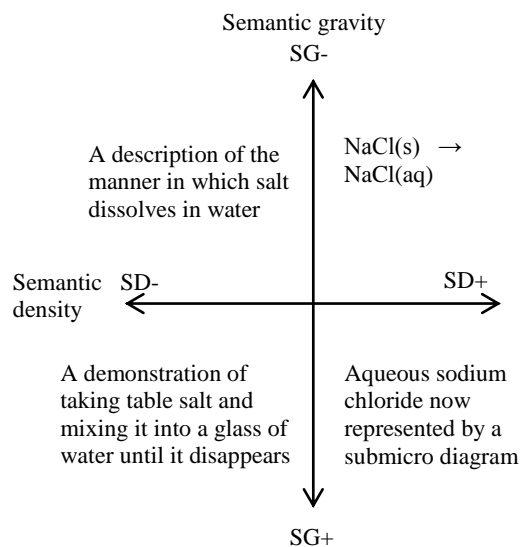 Semantic gravity
SG-
A description of the
manner in which salt
dissolves in water
NaCl(s) →
NaCl(aq)
Semantic
density
SD-
SD+
A demonstration of
taking table salt and
mixing it into a glass of
water until it disappears
Aqueous sodium
chloride now
represented by a
submicro diagram
SG+